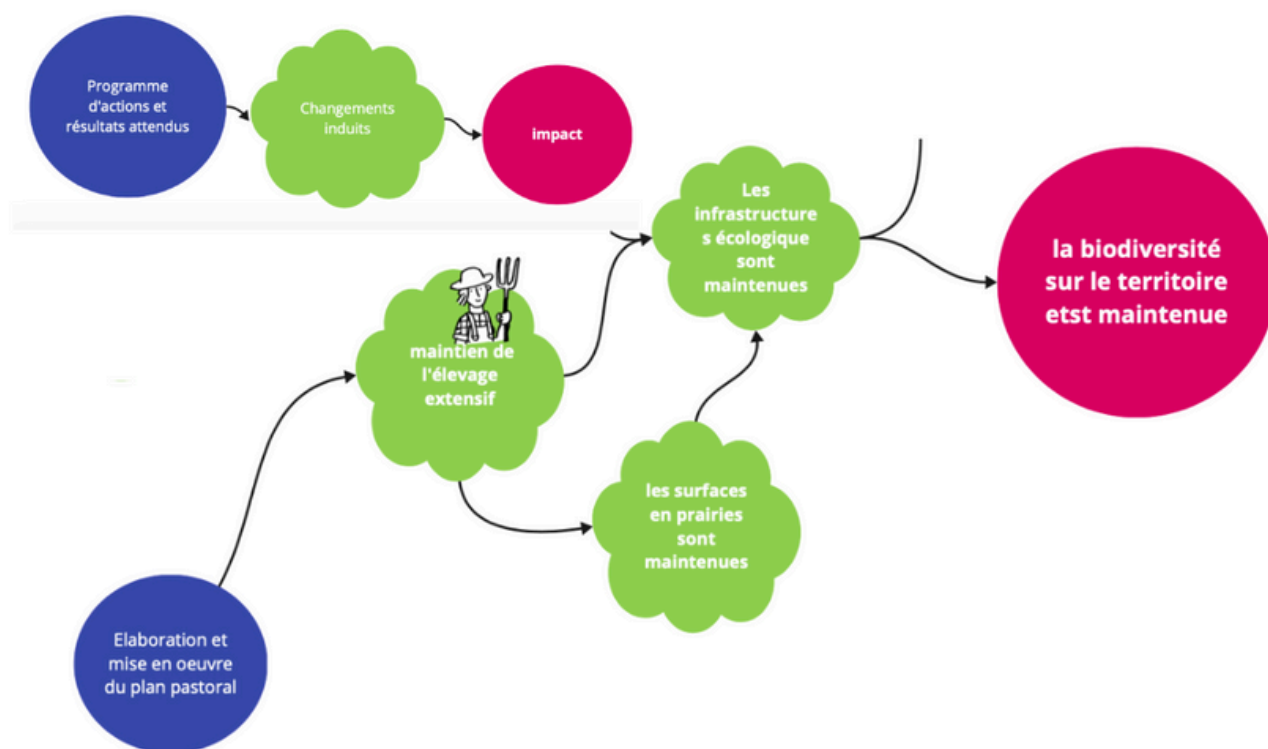 Programme
d'actions et
résultats attendus
Changements
induits
impact
Les
infrastructure
s écologique
sont
maintenues
la biodiversité
sur le territoire
etst maintenue
maintien de
l'élevage
extensif
les surfaces
en prairies
sont
maintenues
Elaboration et
mise en oeuvre
du plan pastoral